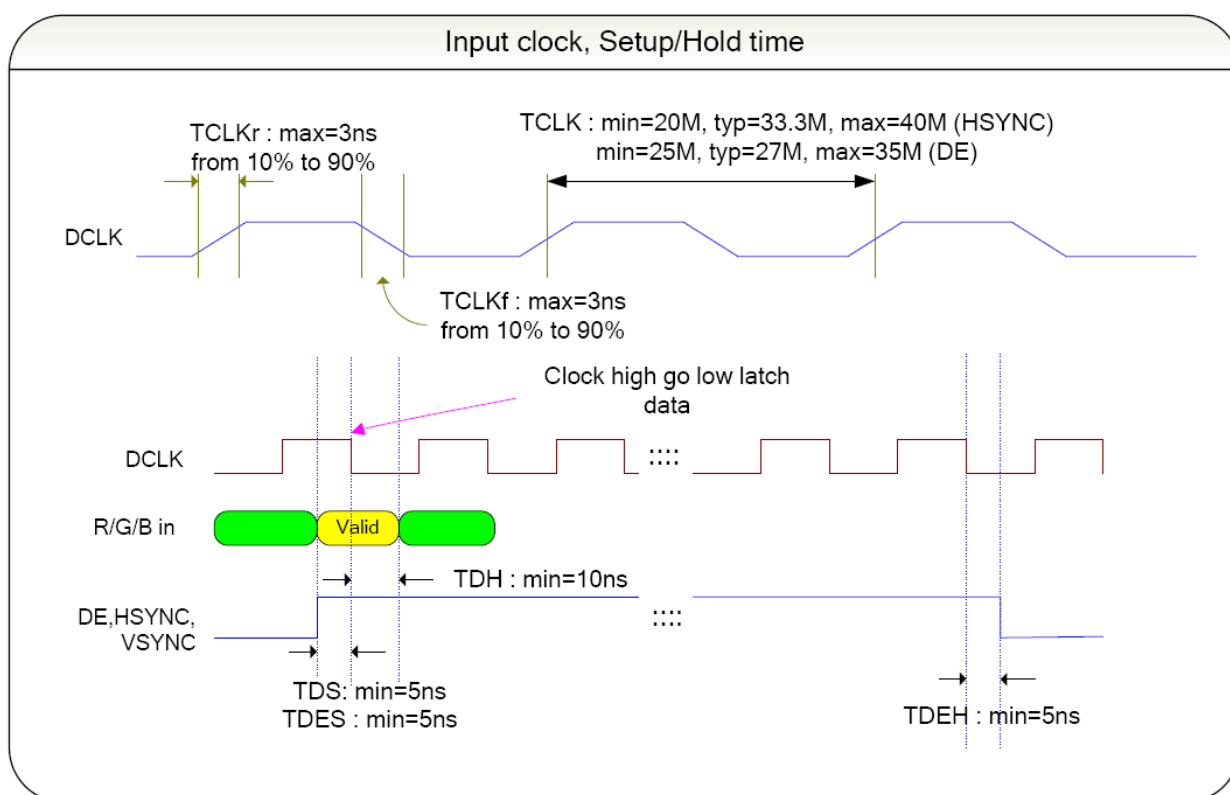 Input clock, Setup/Hold time
TCLKr : max=3ns
from 10% to 90%
TCLK : min=20M, typ=33.3M, max=40M (HSYNC)
min=25M, typ=27M, max=35M (DE)
DCLK
TCLKf : max=3ns
from 10% to 90%
Clock high go low latch
data
DCLK
::::
R/G/B in
Valid
TDH : min=10ns
DE,HSYNC,
VSYNC
::::
TDS: min=5ns
TDES : min=5ns
TDEH : min=5ns